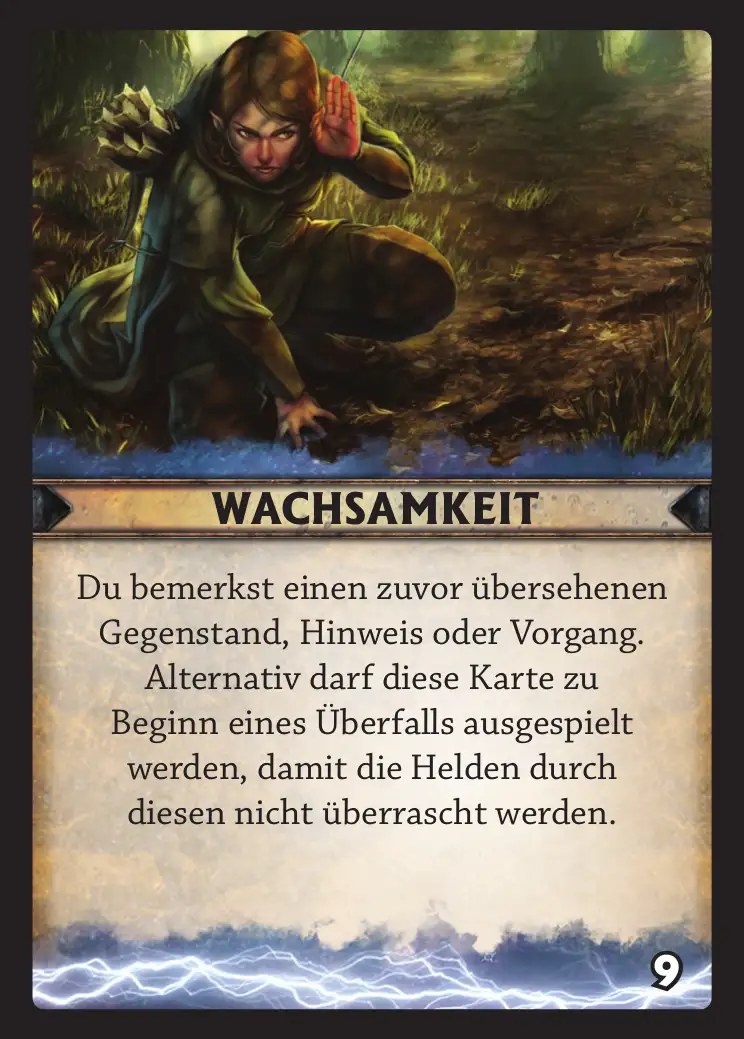 WACHSAMKEIT
Du bemerkst einen zuvor übersehenen
Gegenstand, Hinweis oder Vorgang.
Alternativ darf diese Karte zu
Beginn eines Überfalls ausgespielt
werden, damit die Helden durch
diesen nicht überrascht werden.
9